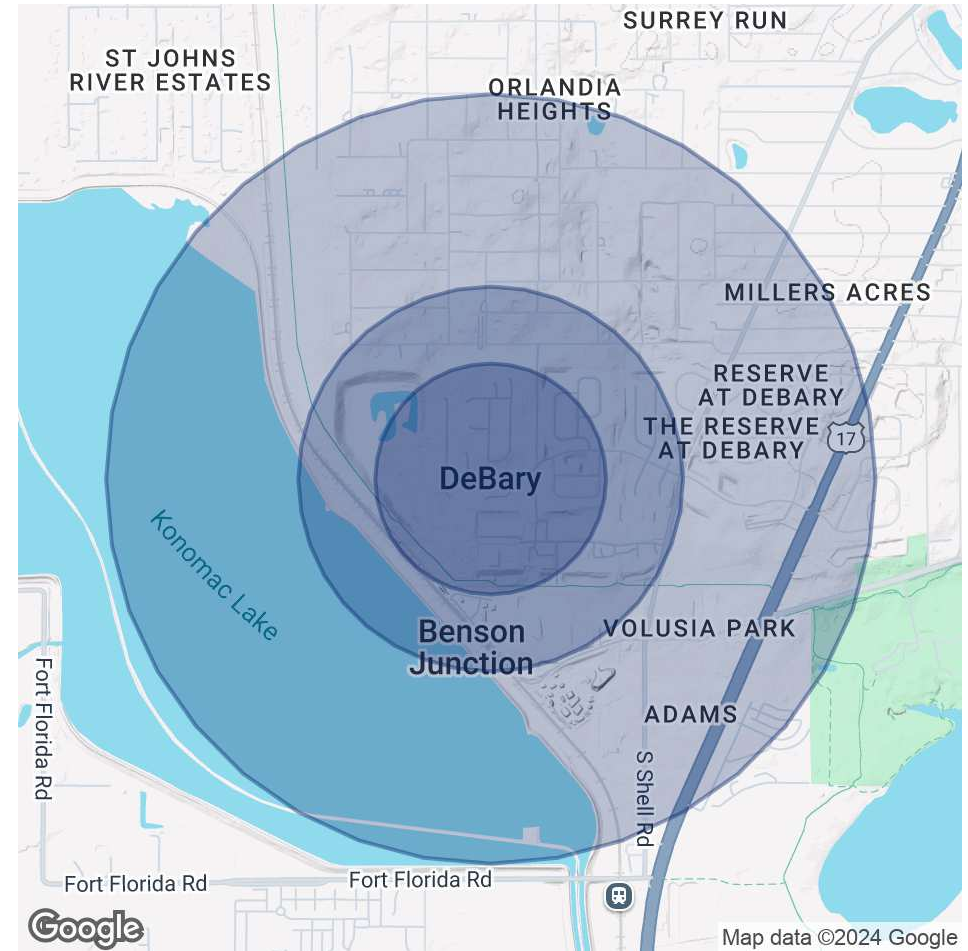 SURREY RUN
ST JOHNS
RIVER ESTATES
ORLANDIA
HEIGHTS
MILLERS ACRES
RESERVE
AT DEBARY
THE RESERVE
AT DEBARY
17
DeBary
Konomac Lake
Benson
Junction
VOLUSIA PARK
ADAMS
Fort Florida Rd
S Shell Rd
Fort Florida Rd
Fort Florida Rd
Google
Map data ©2024 Google